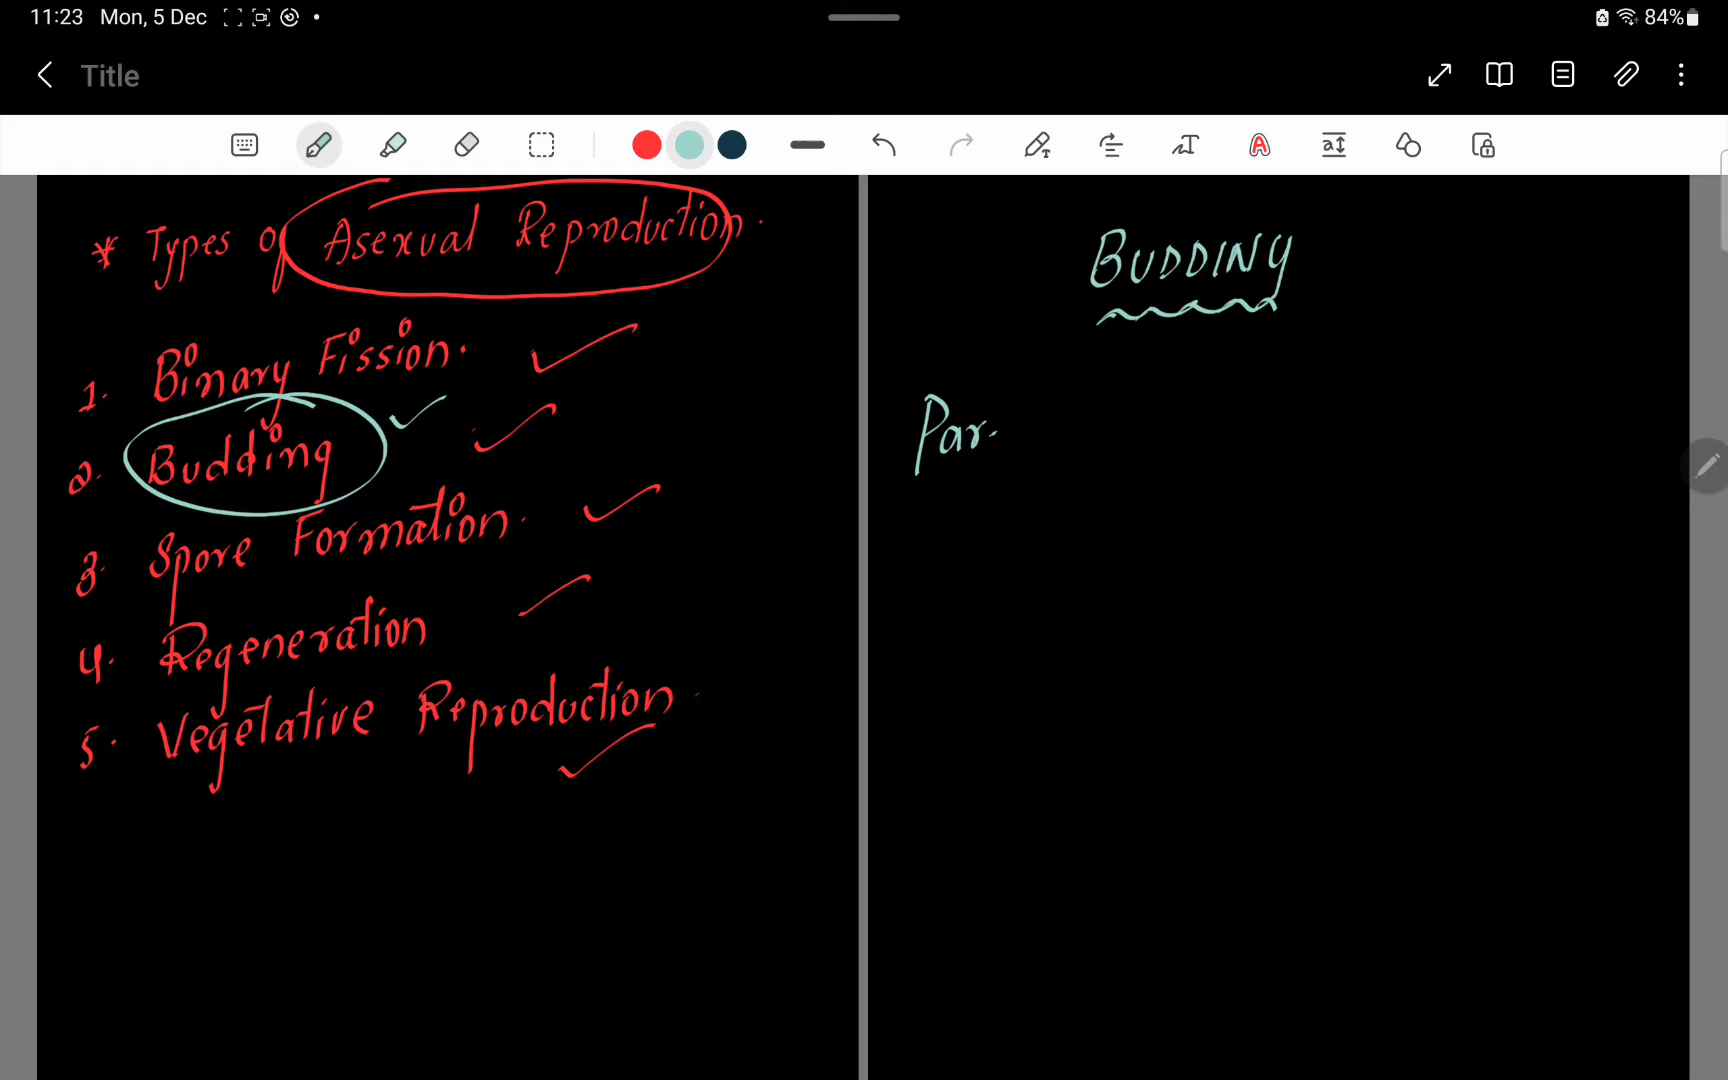 11:23 Mon, 5 Dec
84%
Title
* Types of Asexual Reproduction.
1. Binary Fission.
2. Budding
3. Spore Formation.
4. Regeneration
5. Vegetative Reproduction
BUDDING
Par.